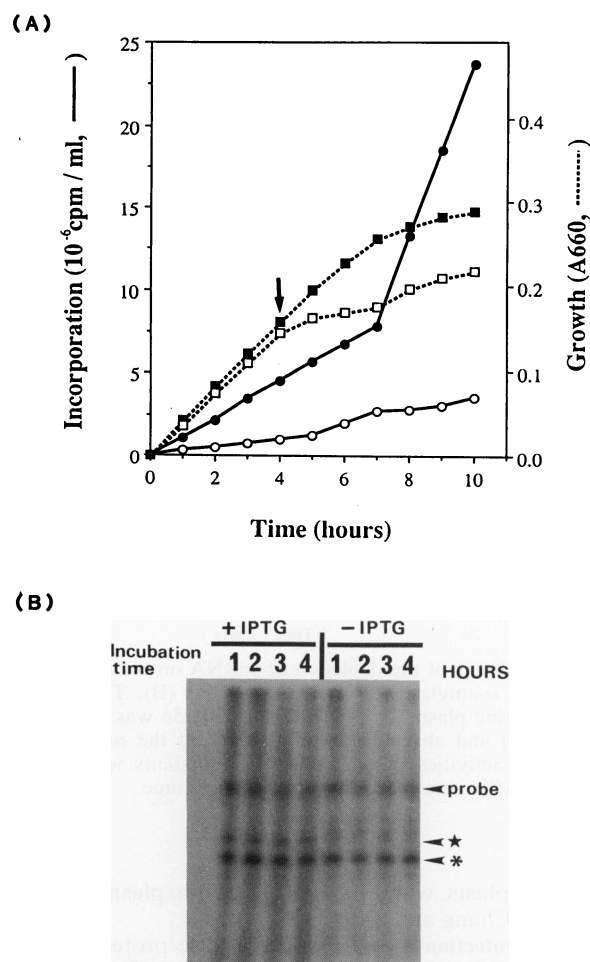 (A)
Incorporation (10⁻⁶cpm / ml, )
25
20
15
10
5
0
0.4
0.3
0.2
0.1
0.0
Growth (A660, )
0 2 4 6 8 10
Time (hours)
(B)
+ IPTG − IPTG
Incubation time
1 2 3 4 1 2 3 4 HOURS
probe
★
*